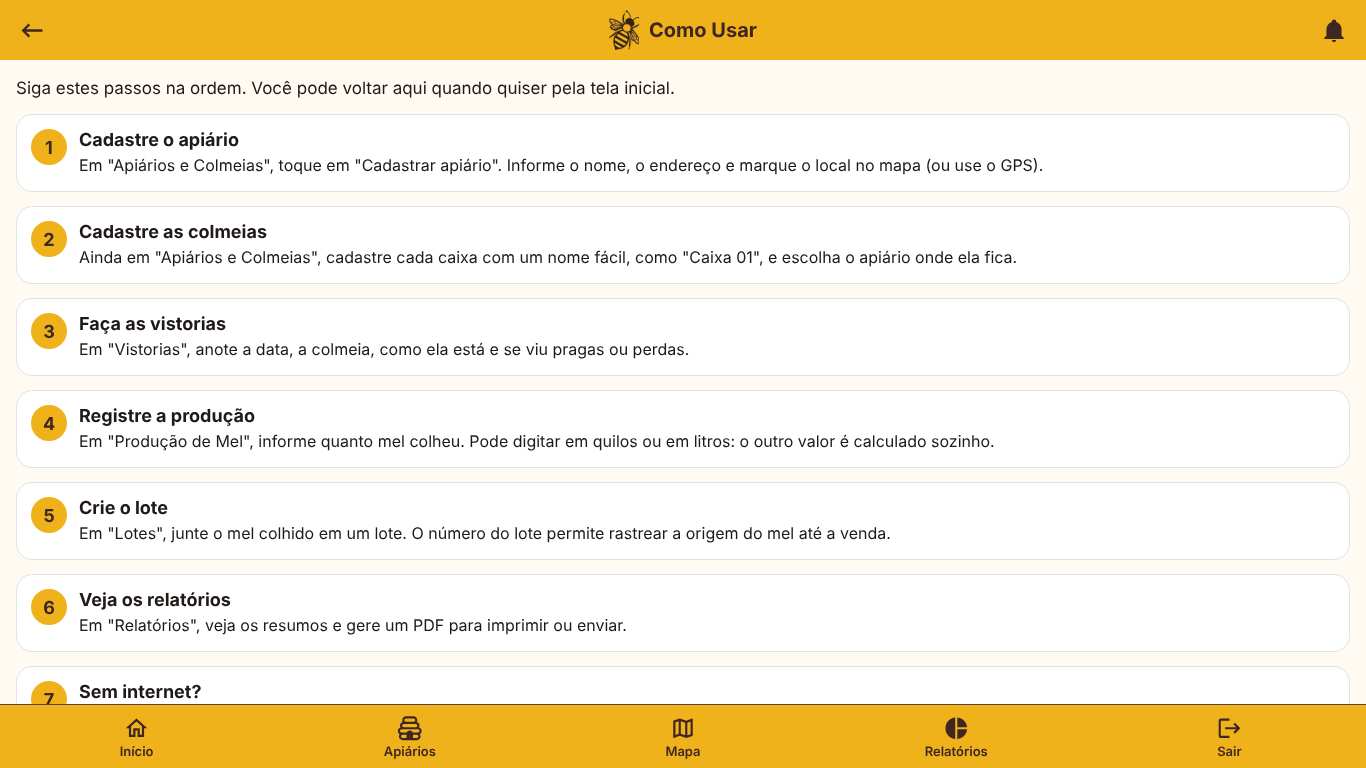 Como Usar
Siga estes passos na ordem. Você pode voltar aqui quando quiser pela tela inicial.
1
Cadastre o apiário
Em "Apiários e Colmeias", toque em "Cadastrar apiário". Informe o nome, o endereço e marque o local no mapa (ou use o GPS).
2
Cadastre as colmeias
Ainda em "Apiários e Colmeias", cadastre cada caixa com um nome fácil, como "Caixa 01", e escolha o apiário onde ela fica.
3
Faça as vistorias
Em "Vistorias", anote a data, a colmeia, como ela está e se viu pragas ou perdas.
4
Registre a produção
Em "Produção de Mel", informe quanto mel colheu. Pode digitar em quilos ou em litros: o outro valor é calculado sozinho.
5
Crie o lote
Em "Lotes", junte o mel colhido em um lote. O número do lote permite rastrear a origem do mel até a venda.
6
Veja os relatórios
Em "Relatórios", veja os resumos e gere um PDF para imprimir ou enviar.
7
Sem internet?
Início
Apiários
Mapa
Relatórios
Sair